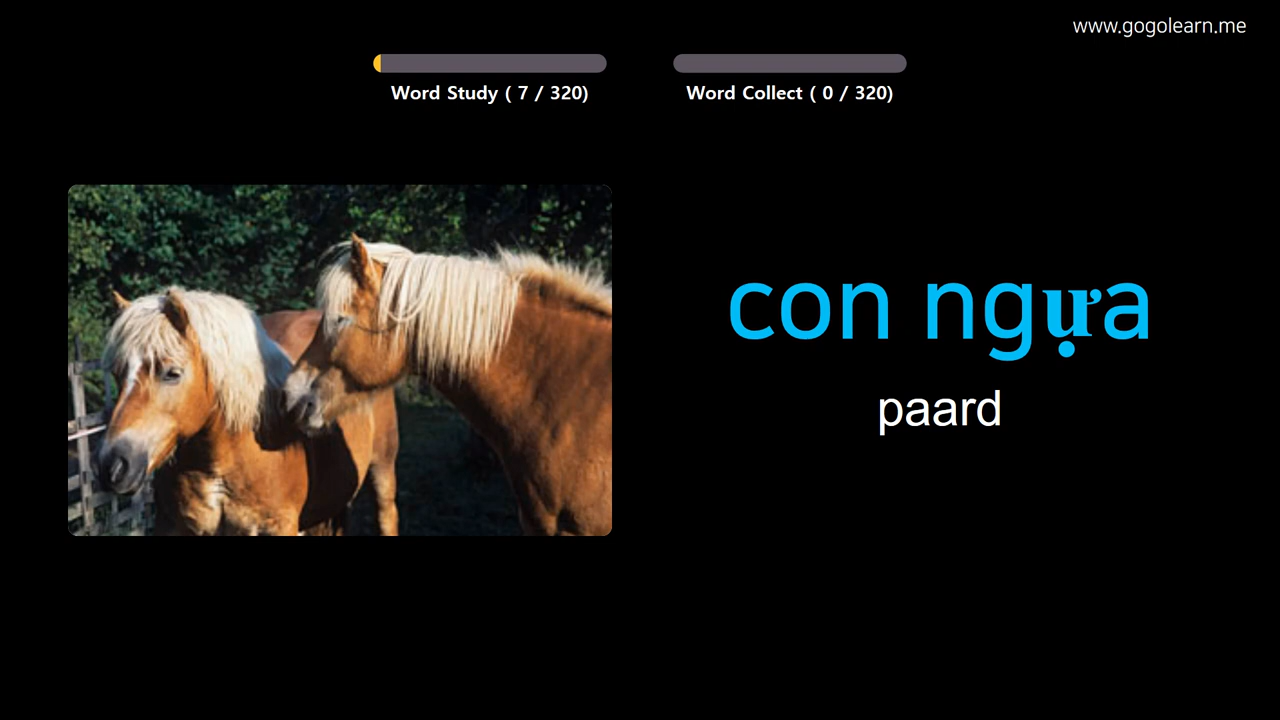 www.gogolearn.me
Word Study ( 7 / 320)
Word Collect ( 0 / 320)
con ngựa
paard